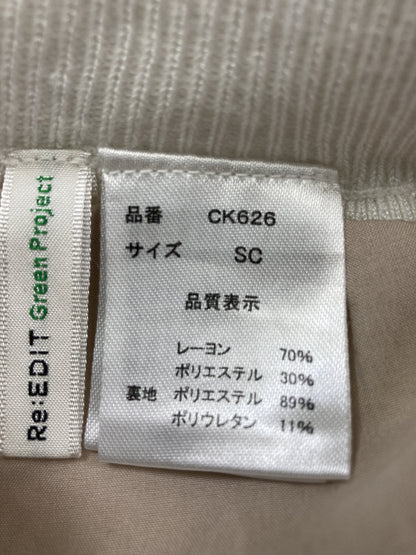 Re:EDIT Green Project
品番 CK626
サイズ SC
品質表示
レーヨン 70%
ポリエステル 30%
裏地 ポリエステル 89%
ポリウレタン 11%